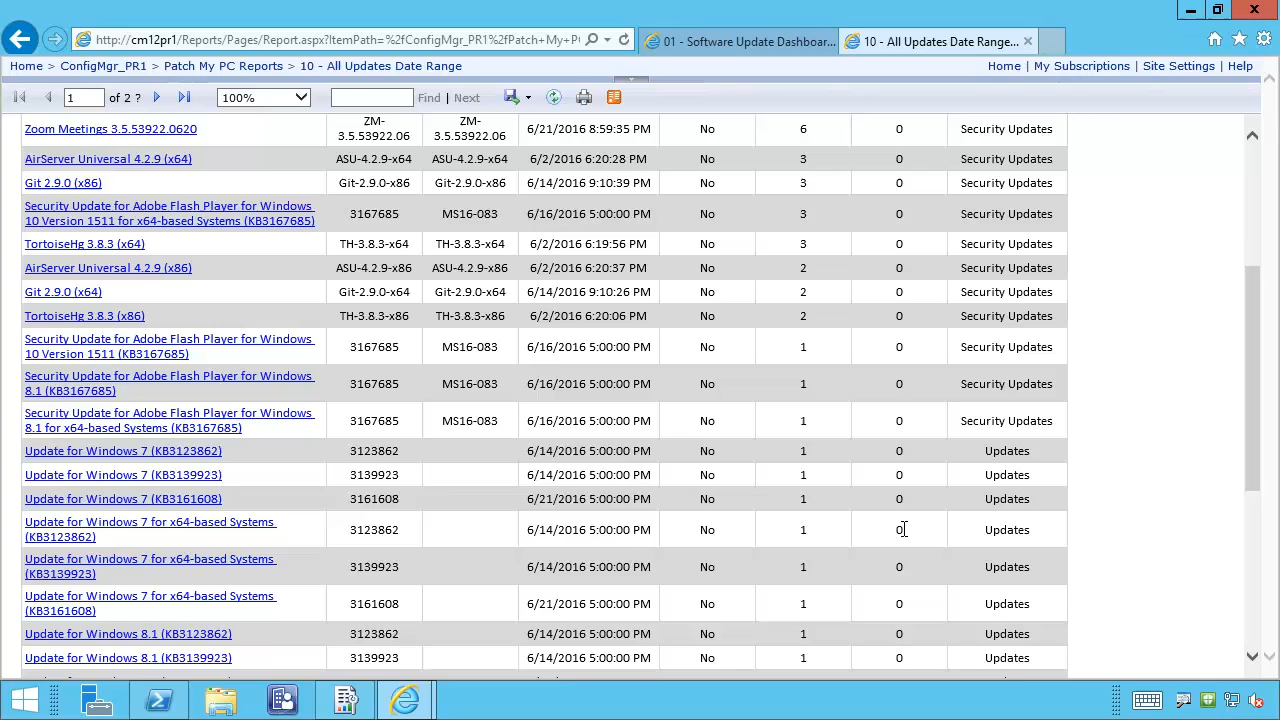 http://cm12pr1/Reports/Pages/Report.aspx?ItemPath=%2fConfigMgr_PR1%2fPatch+My+P(
01 - Software Update Dashboar...
10 - All Updates Date Range...
Home > ConfigMgr_PR1 > Patch My PC Reports > 10 - All Updates Date Range
Home | My Subscriptions | Site Settings | Help
1 of 2 ? 100% Find | Next
Zoom Meetings 3.5.53922.0620 ZM-3.5.53922.06 ZM-3.5.53922.06 6/21/2016 8:59:35 PM No 6 0 Security Updates
AirServer Universal 4.2.9 (x64) ASU-4.2.9-x64 ASU-4.2.9-x64 6/2/2016 6:20:28 PM No 3 0 Security Updates
Git 2.9.0 (x86) Git-2.9.0-x86 Git-2.9.0-x86 6/14/2016 9:10:39 PM No 3 0 Security Updates
Security Update for Adobe Flash Player for Windows
10 Version 1511 for x64-based Systems (KB3167685) 3167685 MS16-083 6/16/2016 5:00:00 PM No 3 0 Security Updates
TortoiseHg 3.8.3 (x64) TH-3.8.3-x64 TH-3.8.3-x64 6/2/2016 6:19:56 PM No 3 0 Security Updates
AirServer Universal 4.2.9 (x86) ASU-4.2.9-x86 ASU-4.2.9-x86 6/2/2016 6:20:37 PM No 2 0 Security Updates
Git 2.9.0 (x64) Git-2.9.0-x64 Git-2.9.0-x64 6/14/2016 9:10:26 PM No 2 0 Security Updates
TortoiseHg 3.8.3 (x86) TH-3.8.3-x86 TH-3.8.3-x86 6/2/2016 6:20:06 PM No 2 0 Security Updates
Security Update for Adobe Flash Player for Windows
10 Version 1511 (KB3167685) 3167685 MS16-083 6/16/2016 5:00:00 PM No 1 0 Security Updates
Security Update for Adobe Flash Player for Windows
8.1 (KB3167685) 3167685 MS16-083 6/16/2016 5:00:00 PM No 1 0 Security Updates
Security Update for Adobe Flash Player for Windows
8.1 for x64-based Systems (KB3167685) 3167685 MS16-083 6/16/2016 5:00:00 PM No 1 0 Security Updates
Update for Windows 7 (KB3123862) 3123862 6/14/2016 5:00:00 PM No 1 0 Updates
Update for Windows 7 (KB3139923) 3139923 6/14/2016 5:00:00 PM No 1 0 Updates
Update for Windows 7 (KB3161608) 3161608 6/21/2016 5:00:00 PM No 1 0 Updates
Update for Windows 7 for x64-based Systems
(KB3123862) 3123862 6/14/2016 5:00:00 PM No 1 0 Updates
Update for Windows 7 for x64-based Systems
(KB3139923) 3139923 6/14/2016 5:00:00 PM No 1 0 Updates
Update for Windows 7 for x64-based Systems
(KB3161608) 3161608 6/21/2016 5:00:00 PM No 1 0 Updates
Update for Windows 8.1 (KB3123862) 3123862 6/14/2016 5:00:00 PM No 1 0 Updates
Update for Windows 8.1 (KB3139923) 3139923 6/14/2016 5:00:00 PM No 1 0 Updates